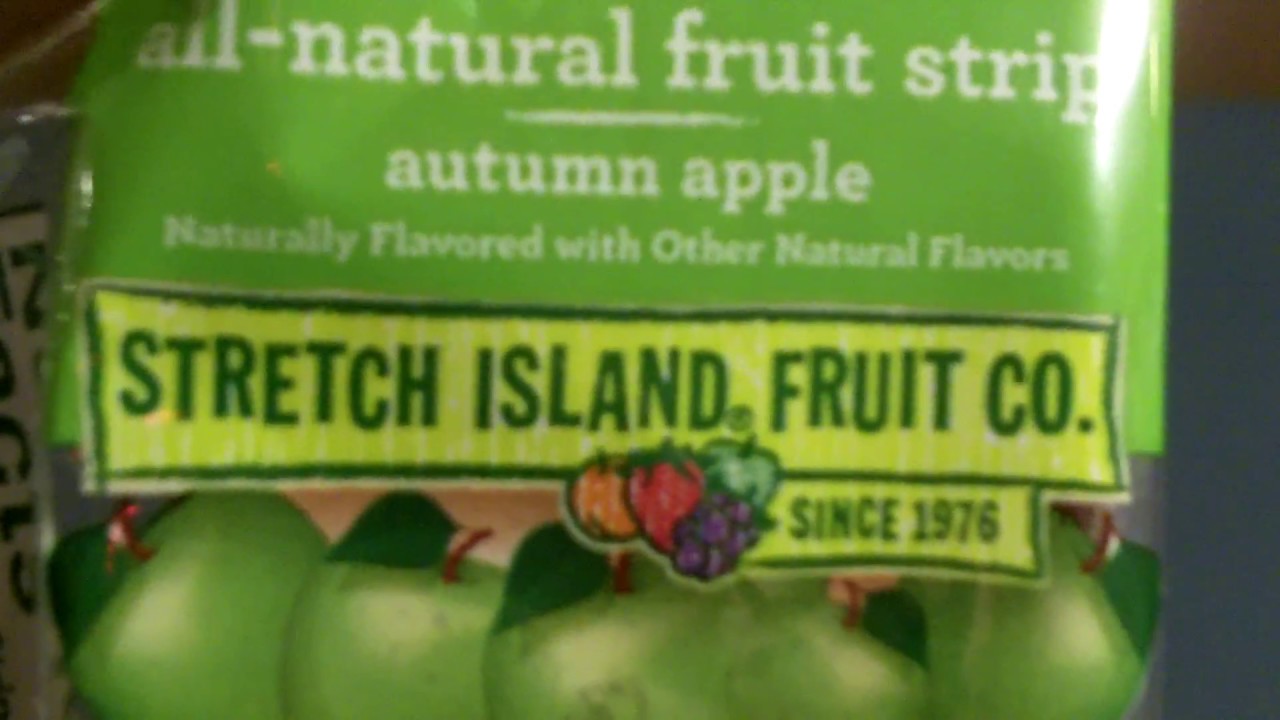 all-natural fruit strip
autumn apple
Naturally Flavored with Other Natural Flavors
STRETCH ISLAND® FRUIT CO.
SINCE 1976